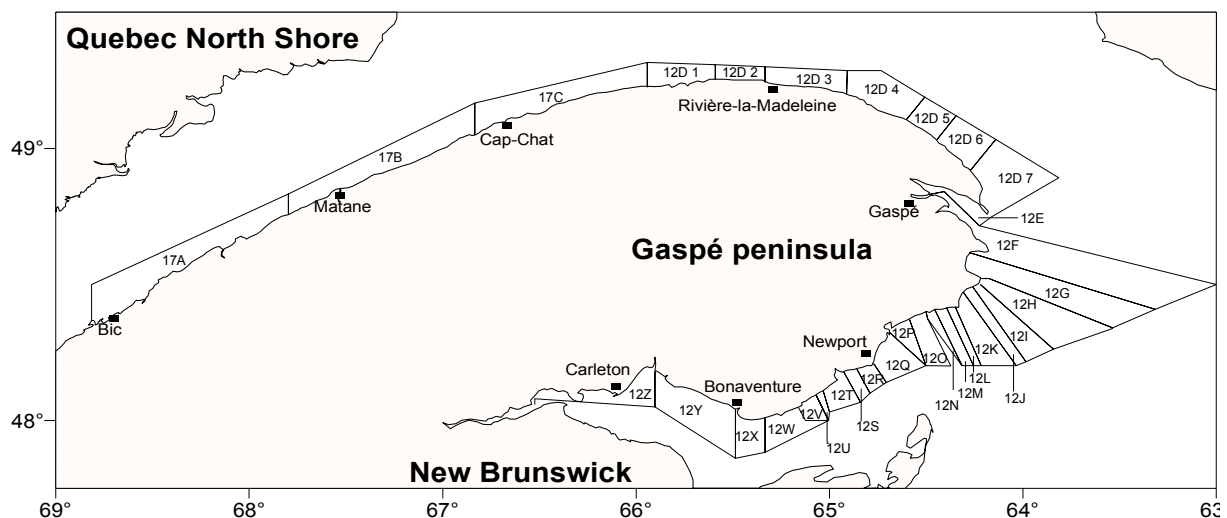 Quebec North Shore
12D 1
12D 2
12D 3
17C
12D 4
Rivière-la-Madeleine
12D 5
Cap-Chat
12D 6
49°
17B
12D 7
Matane
Gaspé
12E
12F
Gaspé peninsula
17A
12G
12H
Bic
12P
12I
Newport
12K
12O
12Q
Carleton
12L
12R
12J
12M
Bonaventure
12Z
12T
12N
12Y
12V
12S
48°
12X
12W
12U
New Brunswick
69°
68°
67°
66°
65°
64°
63